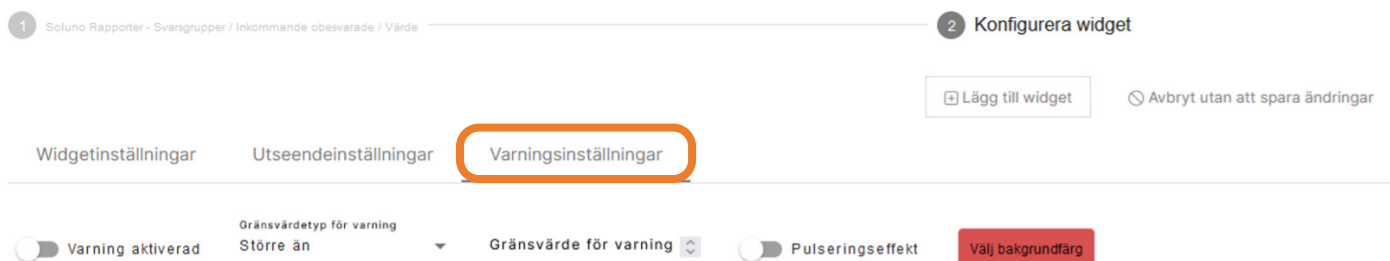 1 Soluno Rapporter - Svarsgrupper / Inkommande obesvarade / Värde
2 Konfigurera widget
Lägg till widget
Avbryt utan att spara ändringar
Widgetinställningar
Utseendeinställningar
Varningsinställningar
Varning aktiverad
Gränsvärdetyp för varning
Större än
Gränsvärde för varning
Pulseringseffekt
Välj bakgrundfärg